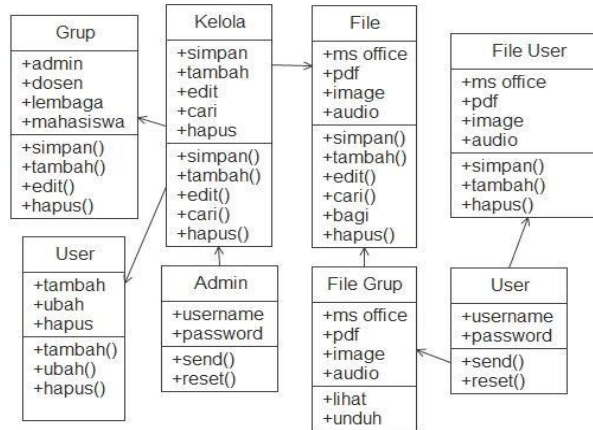 Grup
+admin
+dosen
+lembaga
+mahasiswa
+simpan()
+tambah()
+edit()
+hapus()
Kelola
+simpan
+tambah
+edit
+cari
+hapus
+simpan()
+tambah()
+edit()
+cari()
+hapus()
File
+ms office
+pdf
+image
+audio
+simpan()
+tambah()
+edit()
+cari()
+bagi
+hapus()
File User
+ms office
+pdf
+image
+audio
+simpan()
+tambah()
+hapus()
User
+tambah
+ubah
+hapus
+tambah()
+ubah()
+hapus()
Admin
+username
+password
+send()
+reset()
File Grup
+ms office
+pdf
+image
+audio
+lihat
+unduh
User
+username
+password
+send()
+reset()